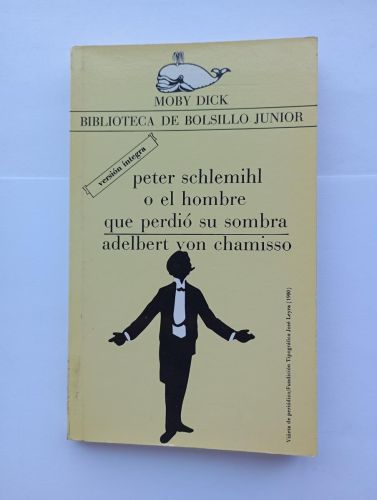 MOBY DICK
BIBLIOTECA DE BOLSILLO JUNIOR
versión íntegra
peter schlemihl
o el hombre
que perdió su sombra
adelbert von chamisso
Viñeta de periódico/Fundición Tipográfica José Leyra (1900)